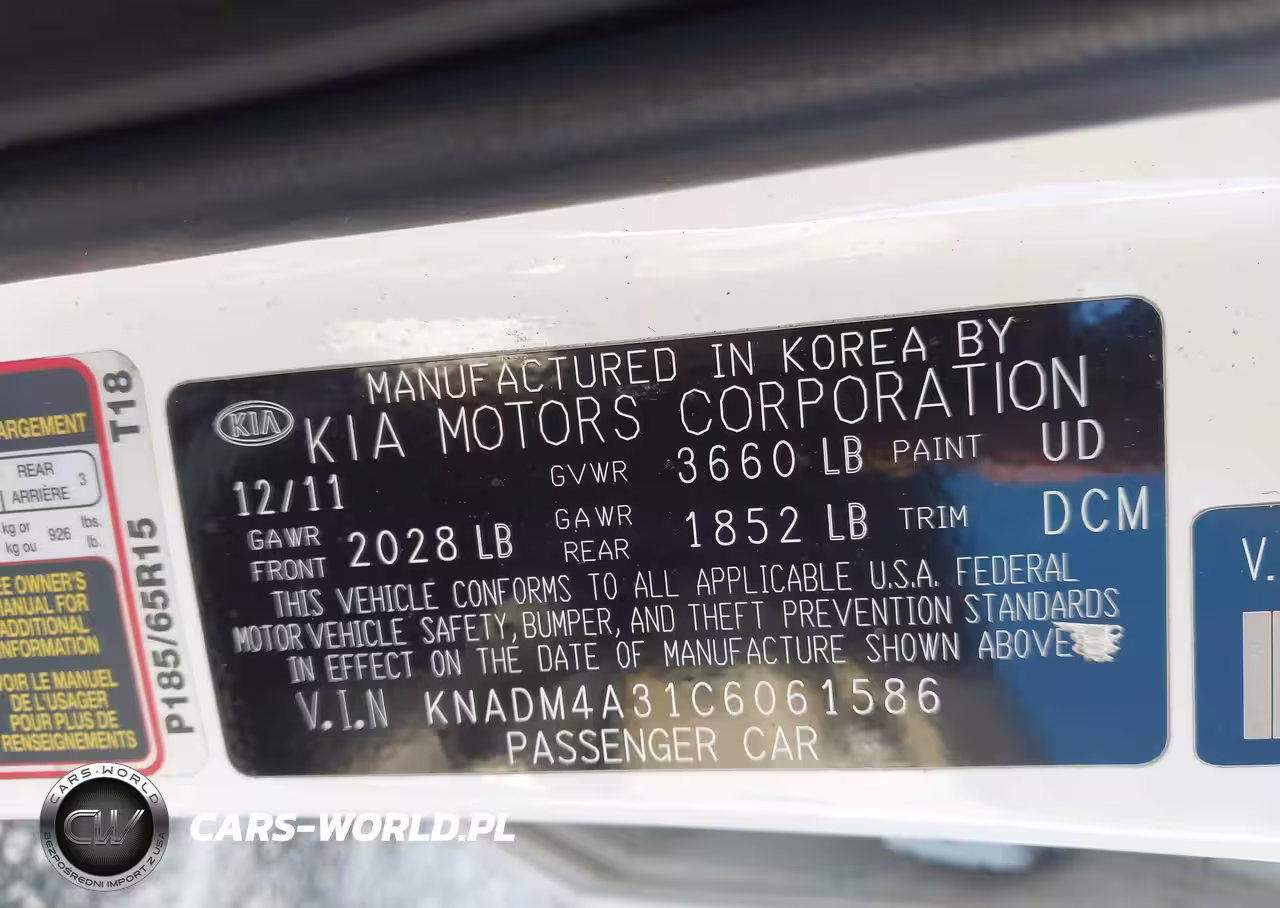 T18
ARGEMENT
REAR
ARRIÈRE 3
kg or 926 lbs.
kg ou lb.
P185/65R15
EE OWNER'S
MANUAL FOR
ADDITIONAL
INFORMATION
VOIR LE MANUEL
DE L'USAGER
POUR PLUS DE
RENSEIGNEMENTS
MANUFACTURED IN KOREA BY
KIA KIA MOTORS CORPORATION
12/11 GVWR 3660 LB PAINT UD
GAWR FRONT 2028 LB GAWR REAR 1852 LB TRIM DCM
THIS VEHICLE CONFORMS TO ALL APPLICABLE U.S.A. FEDERAL
MOTOR VEHICLE SAFETY, BUMPER, AND THEFT PREVENTION STANDARDS
IN EFFECT ON THE DATE OF MANUFACTURE SHOWN ABOVE
V.I.N KNADM4A31C6061586
PASSENGER CAR
V.
CARS-WORLD
CW
BEZPOŚREDNI IMPORT Z USA
CARS-WORLD.PL